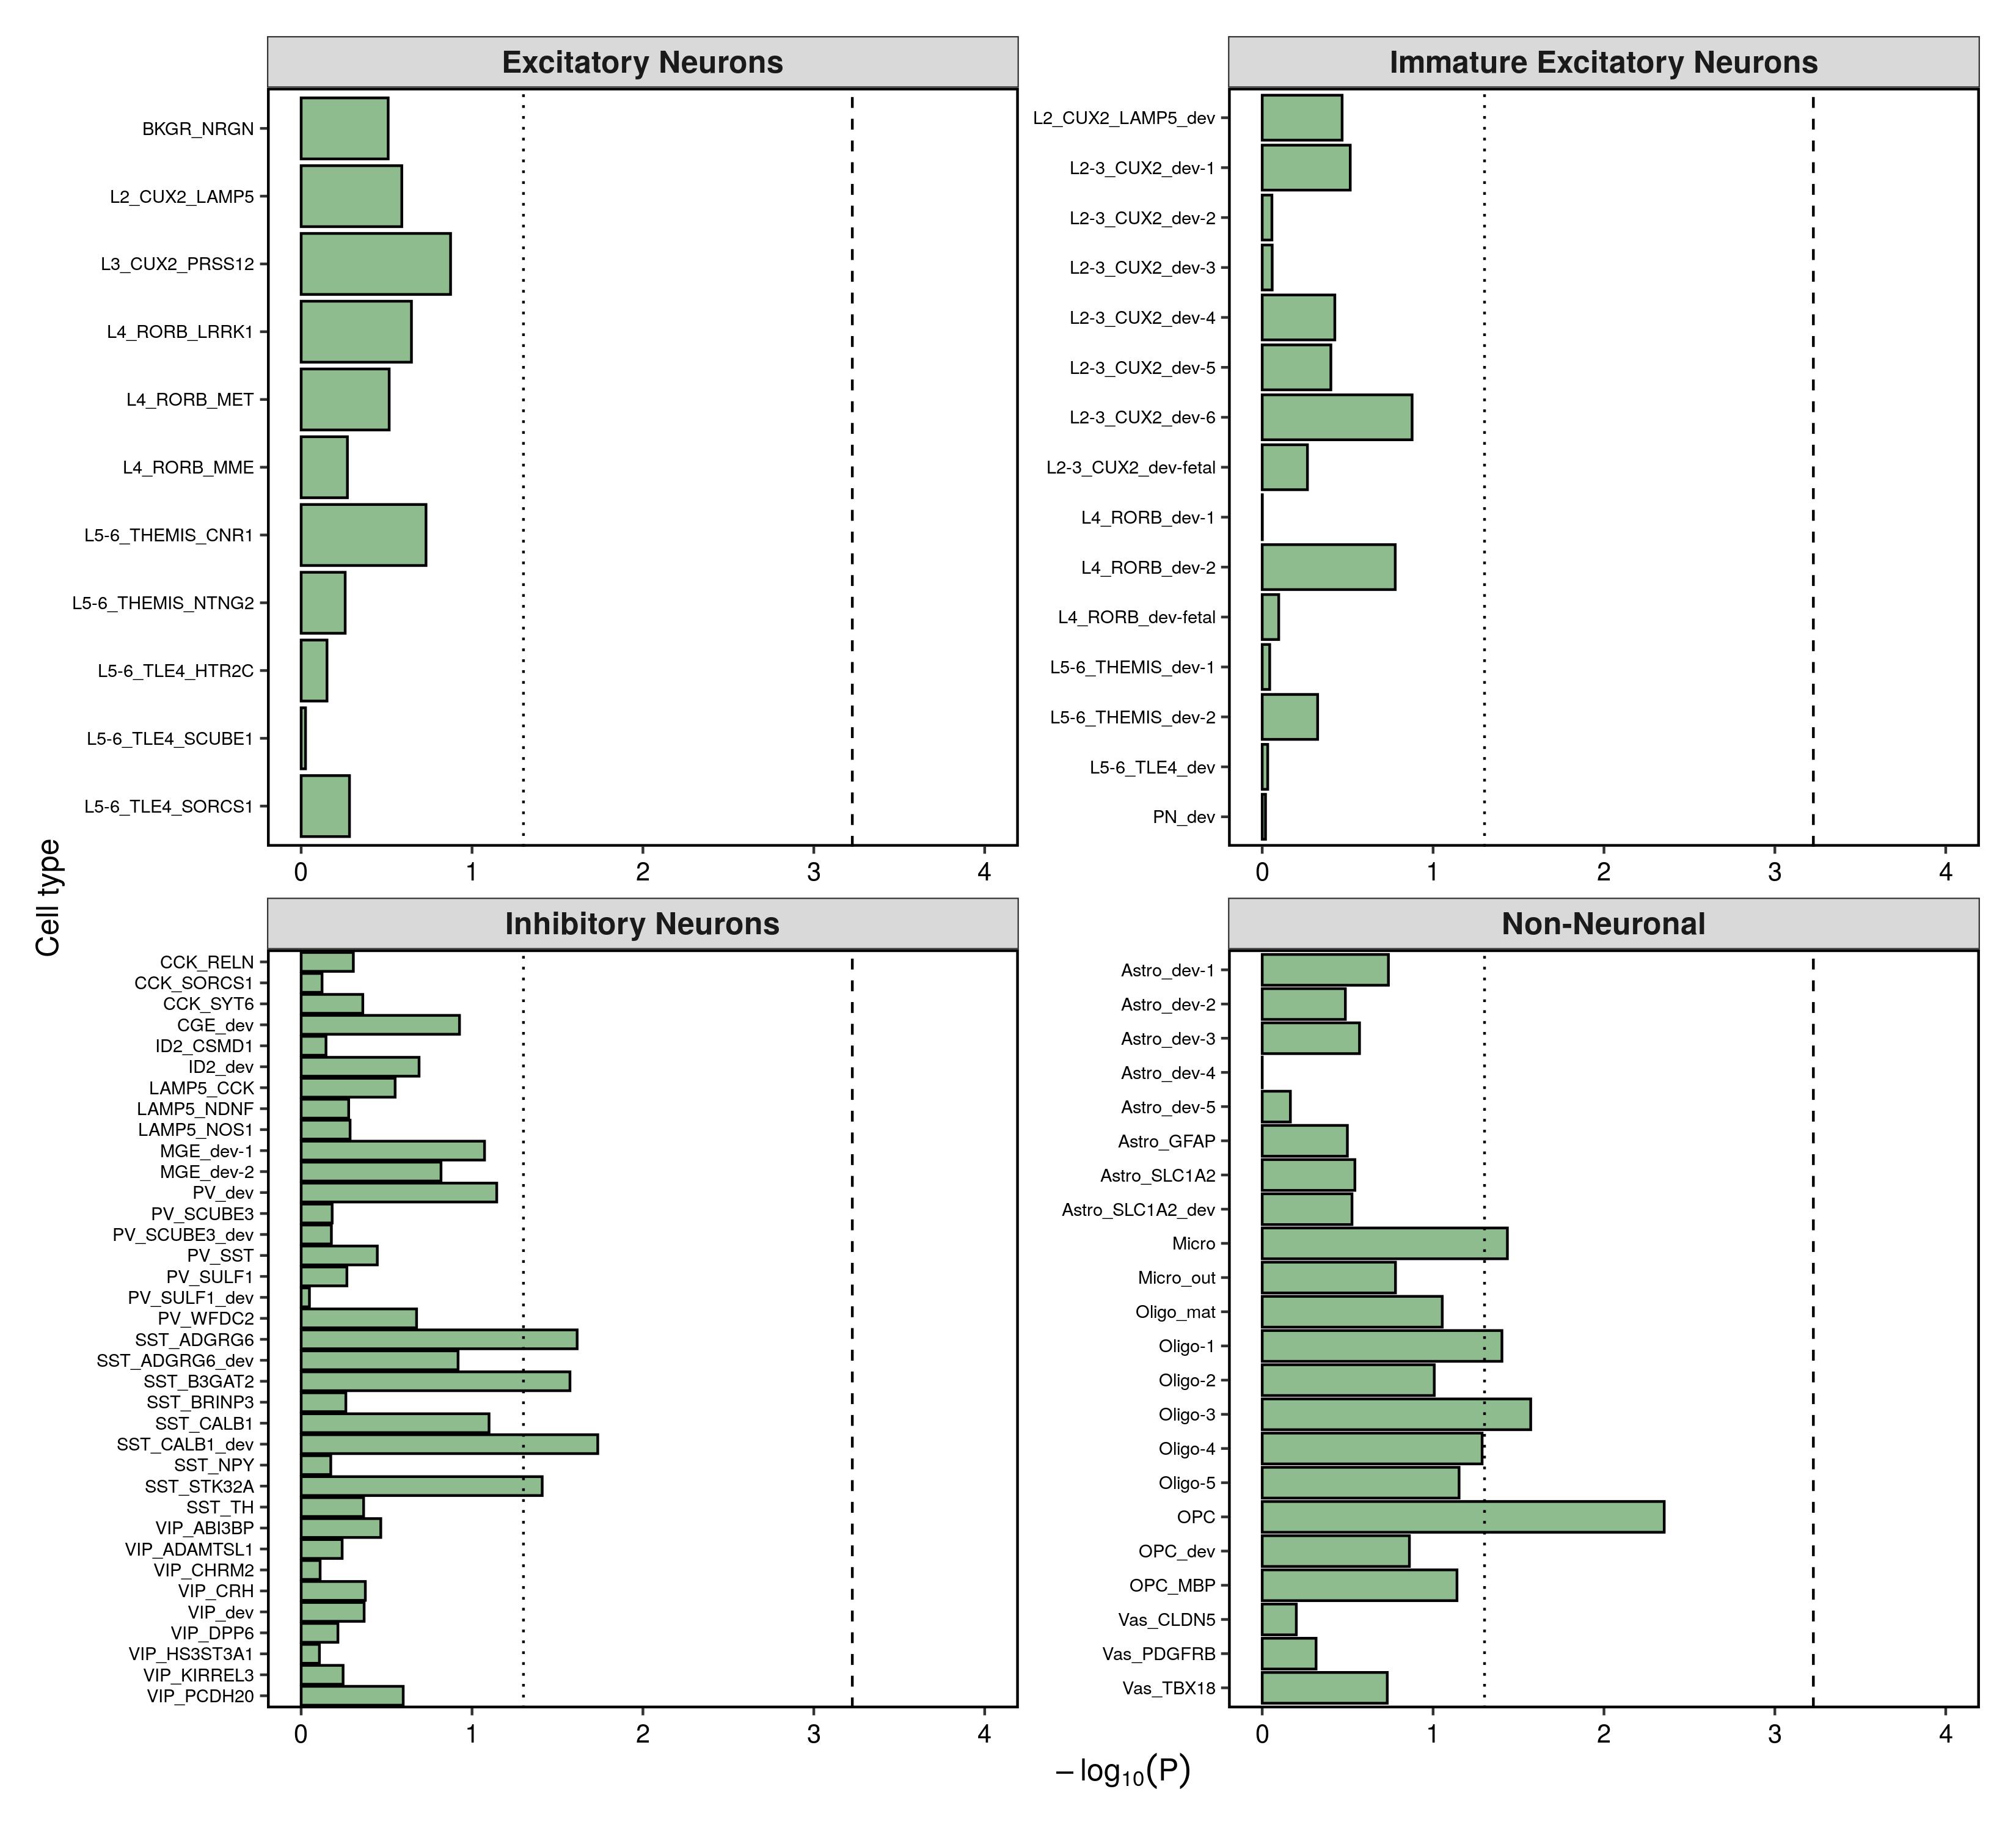 Excitatory Neurons
BKGR_NRGN
L2_CUX2_LAMP5
L3_CUX2_PRSS12
L4_RORB_LRRK1
L4_RORB_MET
L4_RORB_MME
L5-6_THEMIS_CNR1
L5-6_THEMIS_NTNG2
L5-6_TLE4_HTR2C
L5-6_TLE4_SCUBE1
L5-6_TLE4_SORCS1
0 1 2 3 4
Immature Excitatory Neurons
L2_CUX2_LAMP5_dev
L2-3_CUX2_dev-1
L2-3_CUX2_dev-2
L2-3_CUX2_dev-3
L2-3_CUX2_dev-4
L2-3_CUX2_dev-5
L2-3_CUX2_dev-6
L2-3_CUX2_dev-fetal
L4_RORB_dev-1
L4_RORB_dev-2
L4_RORB_dev-fetal
L5-6_THEMIS_dev-1
L5-6_THEMIS_dev-2
L5-6_TLE4_dev
PN_dev
0 1 2 3 4
Cell type
Inhibitory Neurons
CCK_RELN
CCK_SORCS1
CCK_SYT6
CGE_dev
ID2_CSMD1
ID2_dev
LAMP5_CCK
LAMP5_NDNF
LAMP5_NOS1
MGE_dev-1
MGE_dev-2
PV_dev
PV_SCUBE3
PV_SCUBE3_dev
PV_SST
PV_SULF1
PV_SULF1_dev
PV_WFDC2
SST_ADGRG6
SST_ADGRG6_dev
SST_B3GAT2
SST_BRINP3
SST_CALB1
SST_CALB1_dev
SST_NPY
SST_STK32A
SST_TH
VIP_ABI3BP
VIP_ADAMTSL1
VIP_CHRM2
VIP_CRH
VIP_dev
VIP_DPP6
VIP_HS3ST3A1
VIP_KIRREL3
VIP_PCDH20
0 1 2 3 4
Non-Neuronal
Astro_dev-1
Astro_dev-2
Astro_dev-3
Astro_dev-4
Astro_dev-5
Astro_GFAP
Astro_SLC1A2
Astro_SLC1A2_dev
Micro
Micro_out
Oligo_mat
Oligo-1
Oligo-2
Oligo-3
Oligo-4
Oligo-5
OPC
OPC_dev
OPC_MBP
Vas_CLDN5
Vas_PDGFRB
Vas_TBX18
0 1 2 3 4
− log₁₀(P)